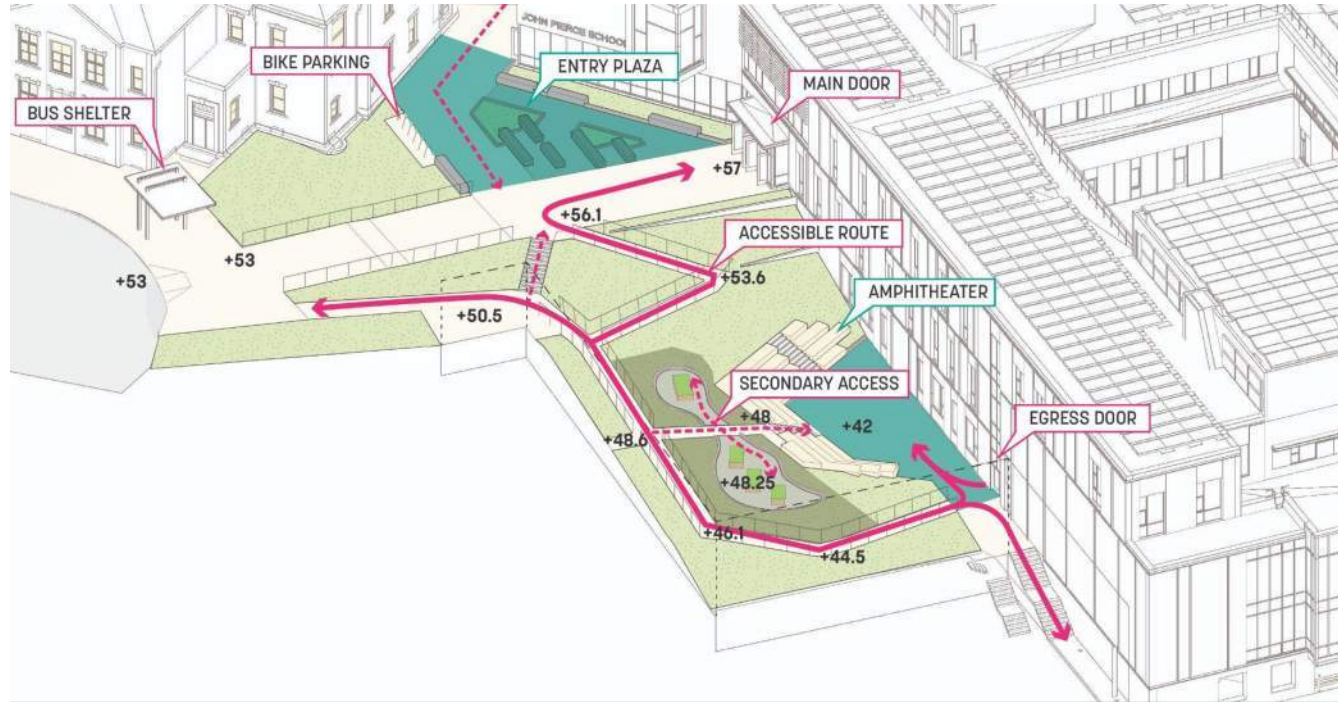 JOHN PIERCE SCHOOL
BIKE PARKING
ENTRY PLAZA
MAIN DOOR
BUS SHELTER
+57
+56.1
ACCESSIBLE ROUTE
+53
+53
+53.6
AMPHITHEATER
+50.5
SECONDARY ACCESS
+48
EGRESS DOOR
+42
+48.6
+48.25
+46.1
+44.5